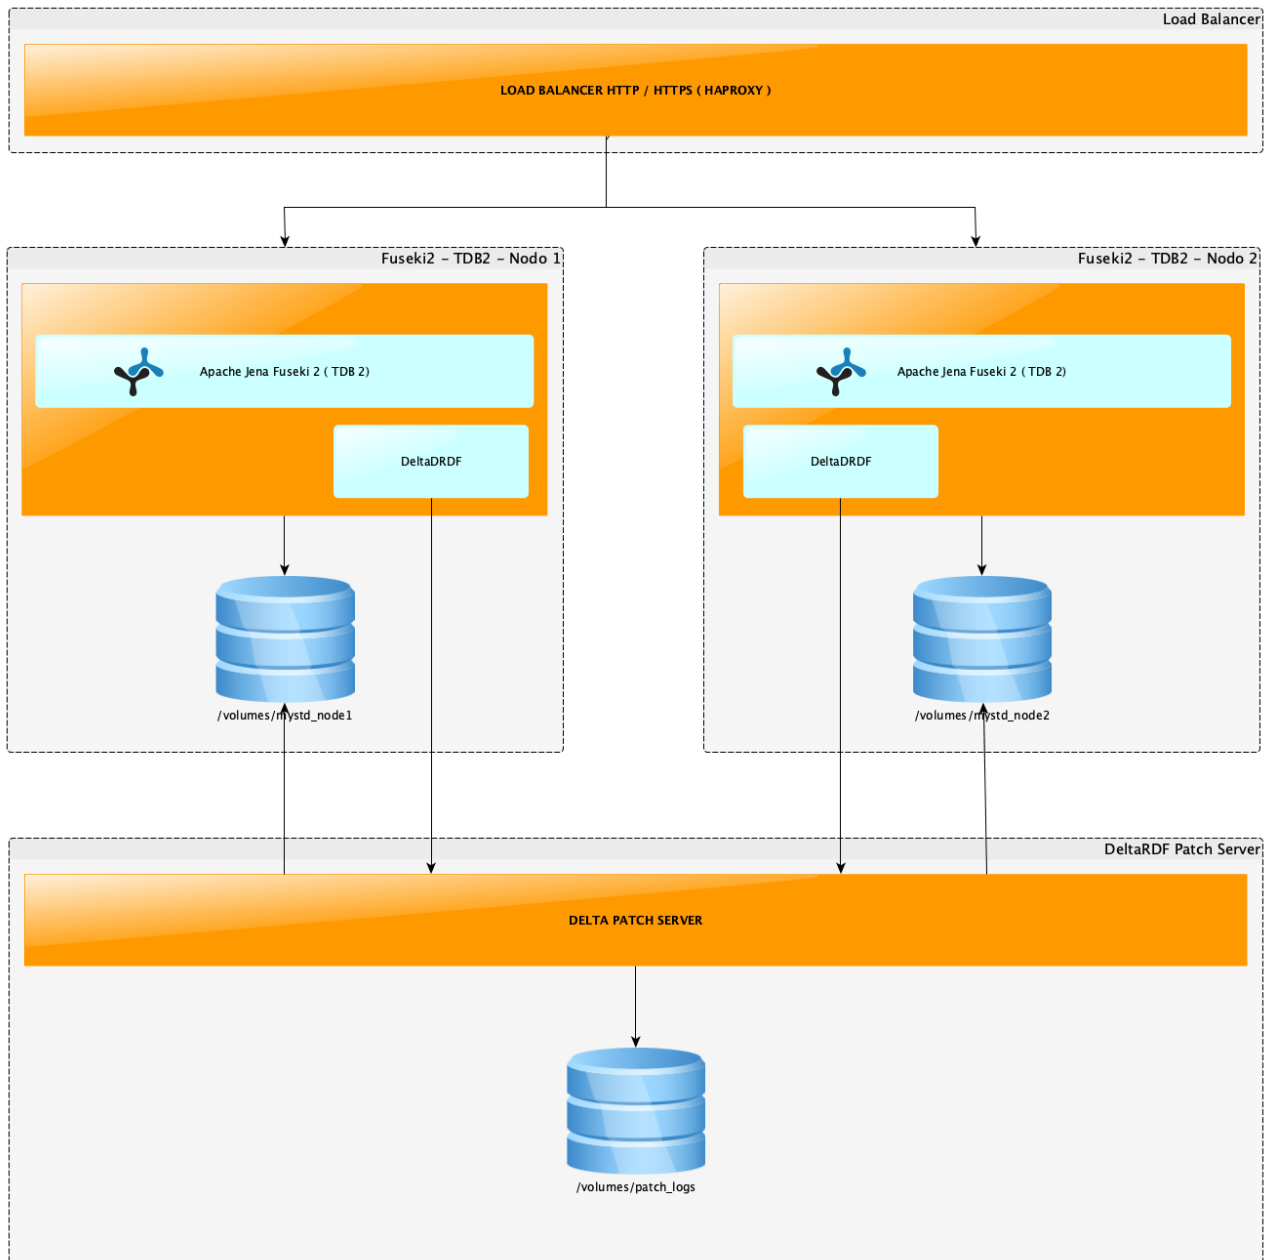 Load Balancer
LOAD BALANCER HTTP / HTTPS ( HAPROXY )
Fuseki2 - TDB2 - Nodo 1
Apache Jena Fuseki 2 ( TDB 2)
DeltaDRDF
/volumes/mystd_node1
Fuseki2 - TDB2 - Nodo 2
Apache Jena Fuseki 2 ( TDB 2)
DeltaDRDF
/volumes/mystd_node2
DeltaRDF Patch Server
DELTA PATCH SERVER
/volumes/patch_logs